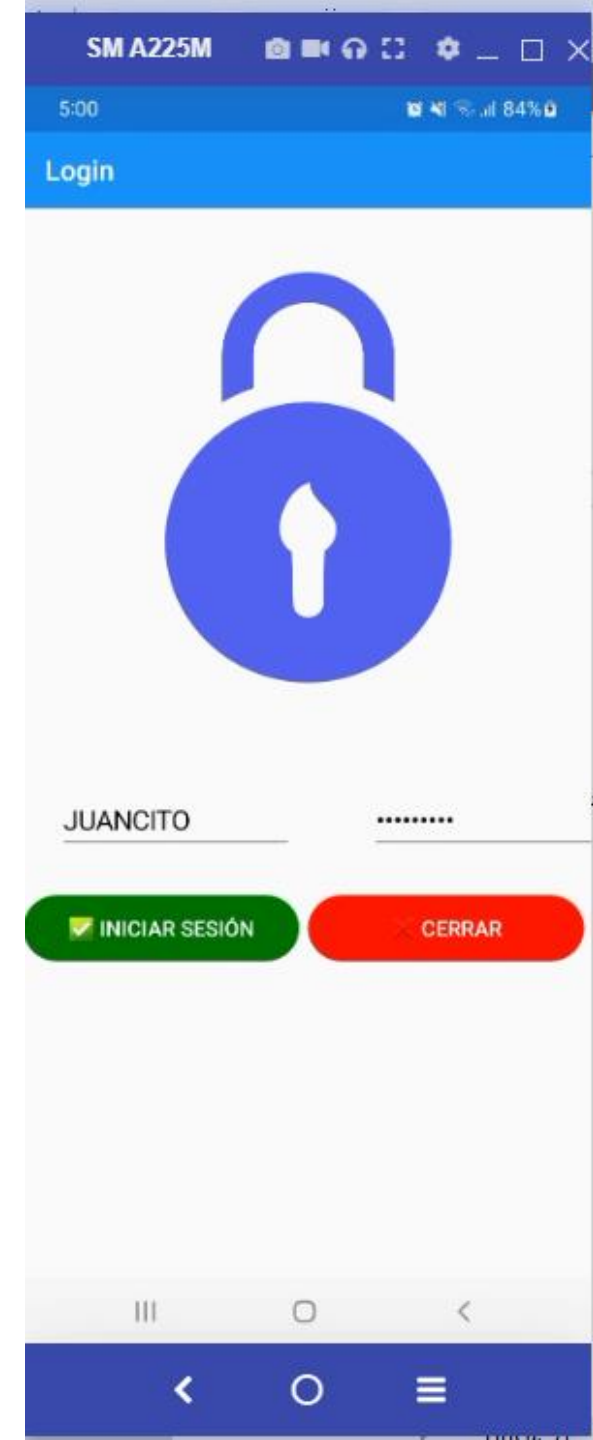 SM A225M
5:00 84%
Login
JUANCITO •••••••••
✅ INICIAR SESIÓN ❌ CERRAR